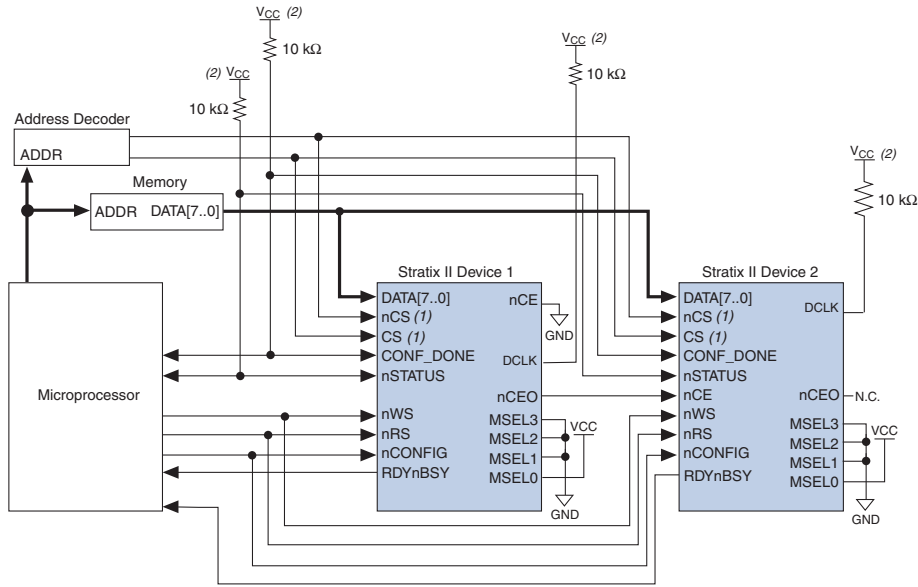 VCC (2)
10 kΩ
VCC (2)
10 kΩ
(2) VCC
10 kΩ
Address Decoder
ADDR
VCC (2)
10 kΩ
Memory
ADDR DATA[7..0]
Stratix II Device 1
DATA[7..0]
nCS (1)
CS (1)
CONF_DONE
nSTATUS
nWS
nRS
nCONFIG
RDYnBSY
nCE
GND
DCLK
nCEO
MSEL3
MSEL2
MSEL1
MSEL0
VCC
GND
Stratix II Device 2
DATA[7..0]
nCS (1)
CS (1)
CONF_DONE
nSTATUS
nCE
nWS
nRS
nCONFIG
RDYnBSY
DCLK
nCEO
N.C.
MSEL3
MSEL2
MSEL1
MSEL0
VCC
GND
Microprocessor